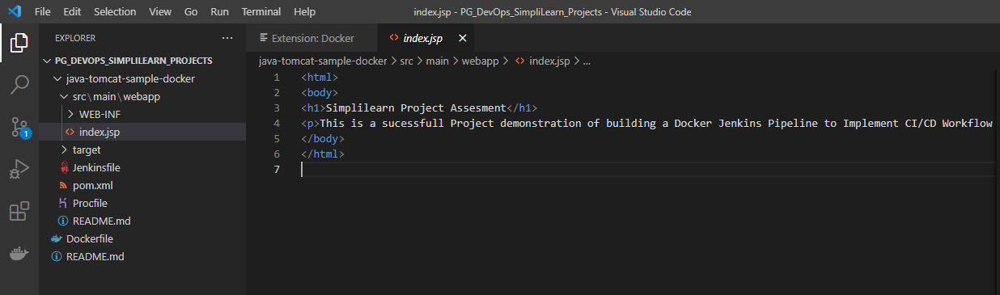 File Edit Selection View Go Run Terminal Help index.jsp - PG_DevOps_SimpliLearn_Projects - Visual Studio Code
EXPLORER ...
PG_DEVOPS_SIMPLILEARN_PROJECTS
java-tomcat-sample-docker
src\main\webapp
WEB-INF
index.jsp
target
Jenkinsfile
pom.xml
Procfile
README.md
Dockerfile
README.md
1
Extension: Docker index.jsp
java-tomcat-sample-docker > src > main > webapp > index.jsp > ...
1 <html>
2 <body>
3 <h1>Simplilearn Project Assesment</h1>
4 <p>This is a sucessfull Project demonstration of building a Docker Jenkins Pipeline to Implement CI/CD Workflow
5 </body>
6 </html>
7